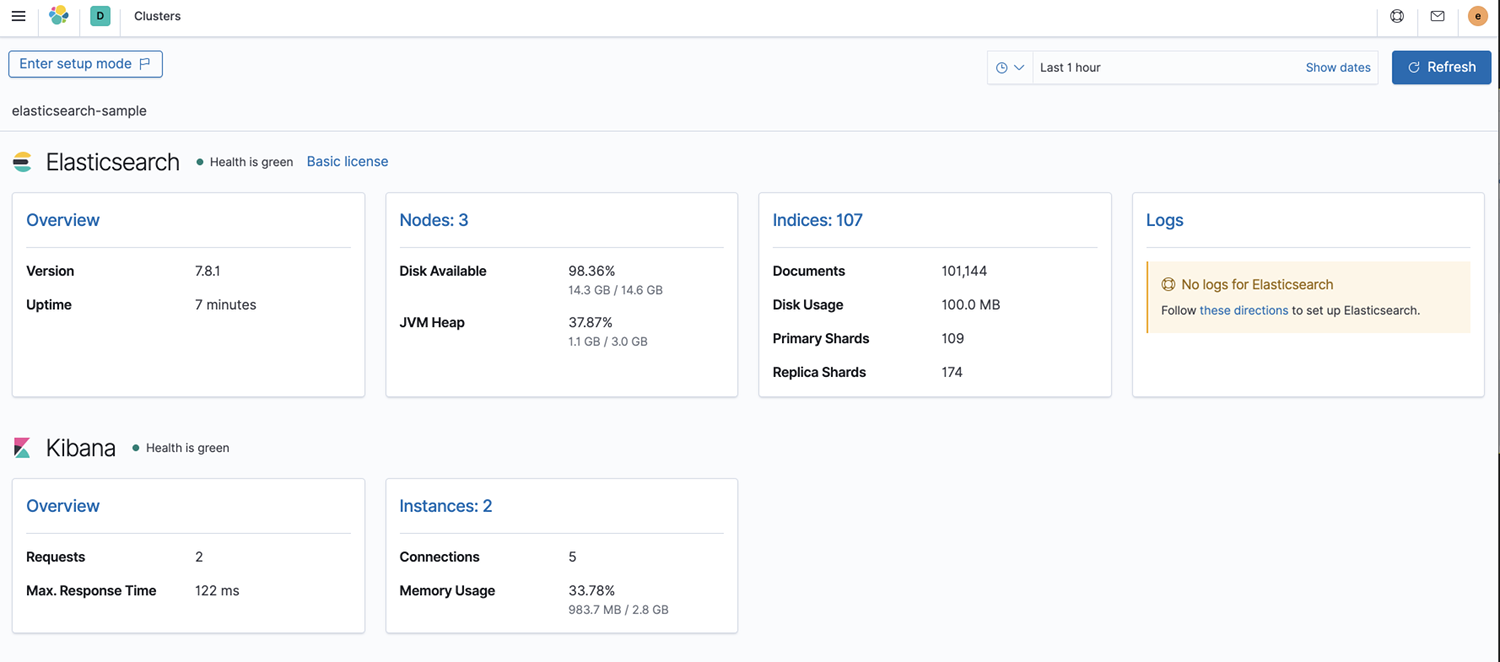 D Clusters e
Enter setup mode Last 1 hour Show dates Refresh
elasticsearch-sample
Elasticsearch Health is green Basic license
Overview
Version 7.8.1
Uptime 7 minutes
Nodes: 3
Disk Available 98.36%
14.3 GB / 14.6 GB
JVM Heap 37.87%
1.1 GB / 3.0 GB
Indices: 107
Documents 101,144
Disk Usage 100.0 MB
Primary Shards 109
Replica Shards 174
Logs
No logs for Elasticsearch
Follow these directions to set up Elasticsearch.
Kibana Health is green
Overview
Requests 2
Max. Response Time 122 ms
Instances: 2
Connections 5
Memory Usage 33.78%
983.7 MB / 2.8 GB